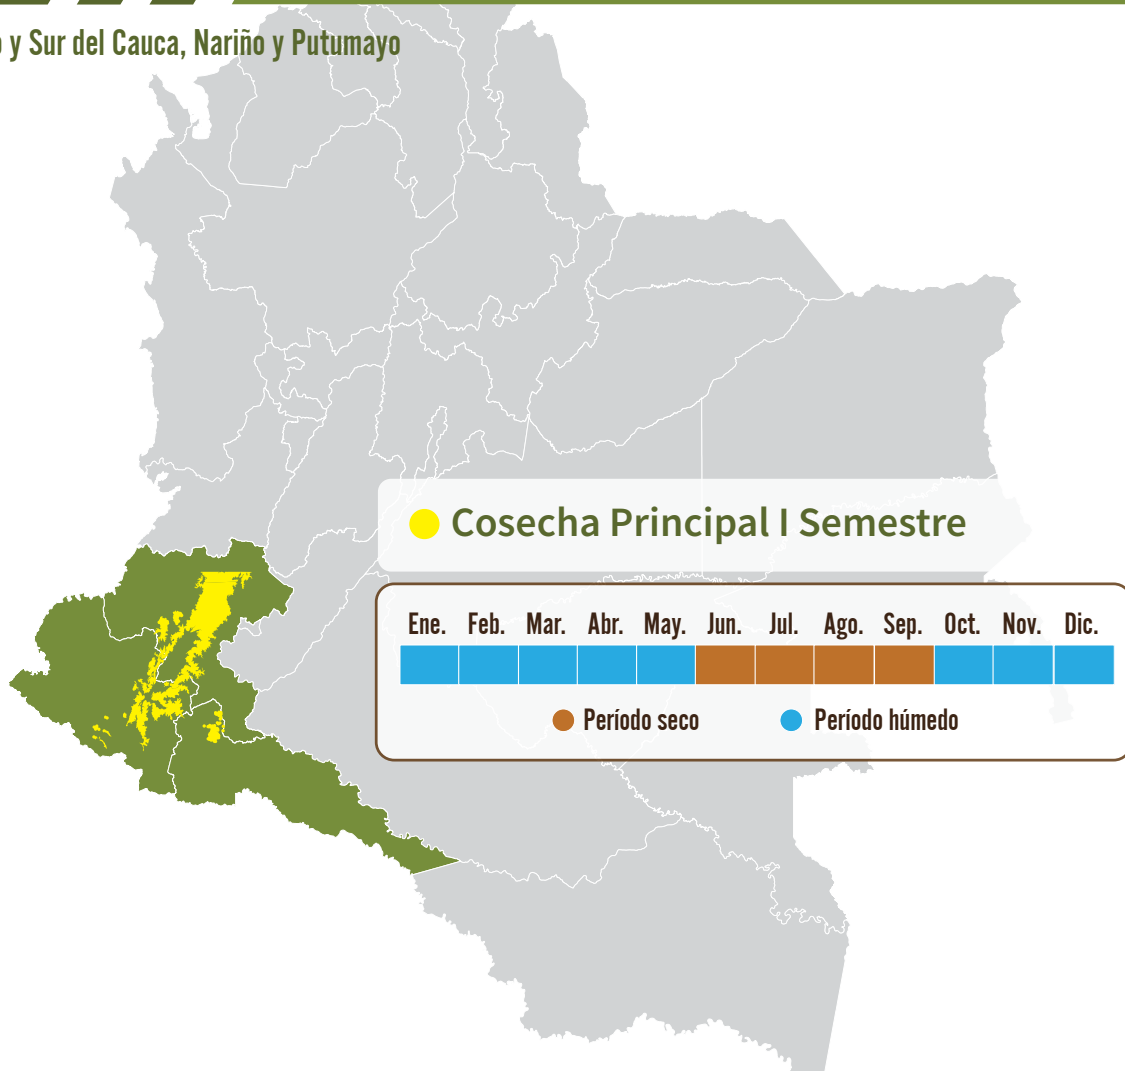 y Sur del Cauca, Nariño y Putumayo
Cosecha Principal I Semestre
Ene. Feb. Mar. Abr. May. Jun. Jul. Ago. Sep. Oct. Nov. Dic.
Período seco Período húmedo